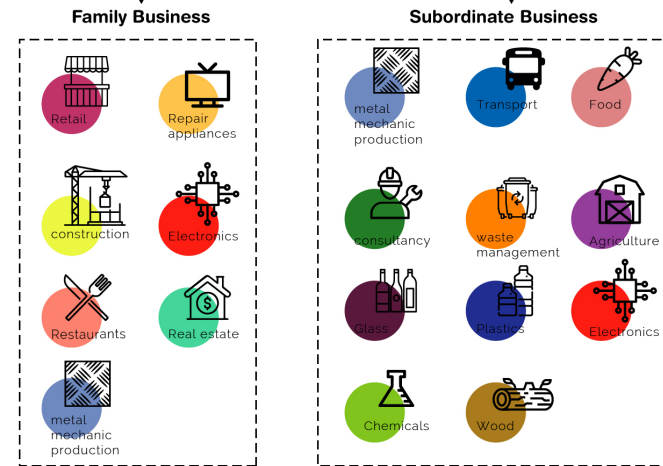 Family Business
Retail
Repair
appliances
construction
Electronics
Restaurants
Real estate
$
metal
mechanic
production
Subordinate Business
metal
mechanic
production
Transport
Food
consultancy
waste
management
Agriculture
Glass
Plastics
Electronics
Chemicals
Wood